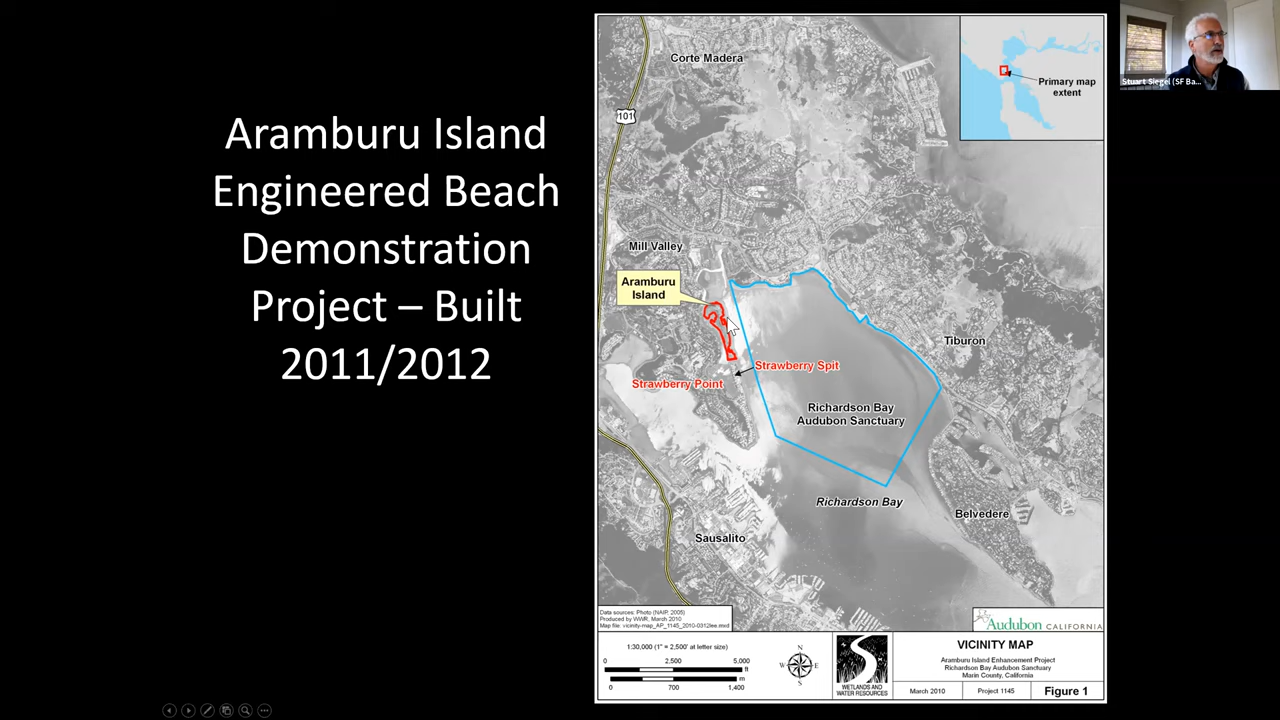 Aramburu Island
Engineered Beach
Demonstration
Project – Built
2011/2012
Corte Madera
101
Primary map
extent
Stuart Siegel (SF Ba...
Mill Valley
Aramburu
Island
Tiburon
Strawberry Spit
Strawberry Point
Richardson Bay
Audubon Sanctuary
Richardson Bay
Belvedere
Sausalito
Data sources: Photo (NAIP, 2005)
Produced by WWR, March 2010
Map file: vicinity-map_AP_1145_2010-0312lee.mxd
Audubon CALIFORNIA
1:30,000 (1" = 2,500' at letter size)
0 2,500 5,000
ft
m
0 700 1,400
N
W E
S
WETLANDS AND
WATER RESOURCES
VICINITY MAP
Aramburu Island Enhancement Project
Richardson Bay Audubon Sanctuary
Marin County, California
March 2010 Project 1145 Figure 1